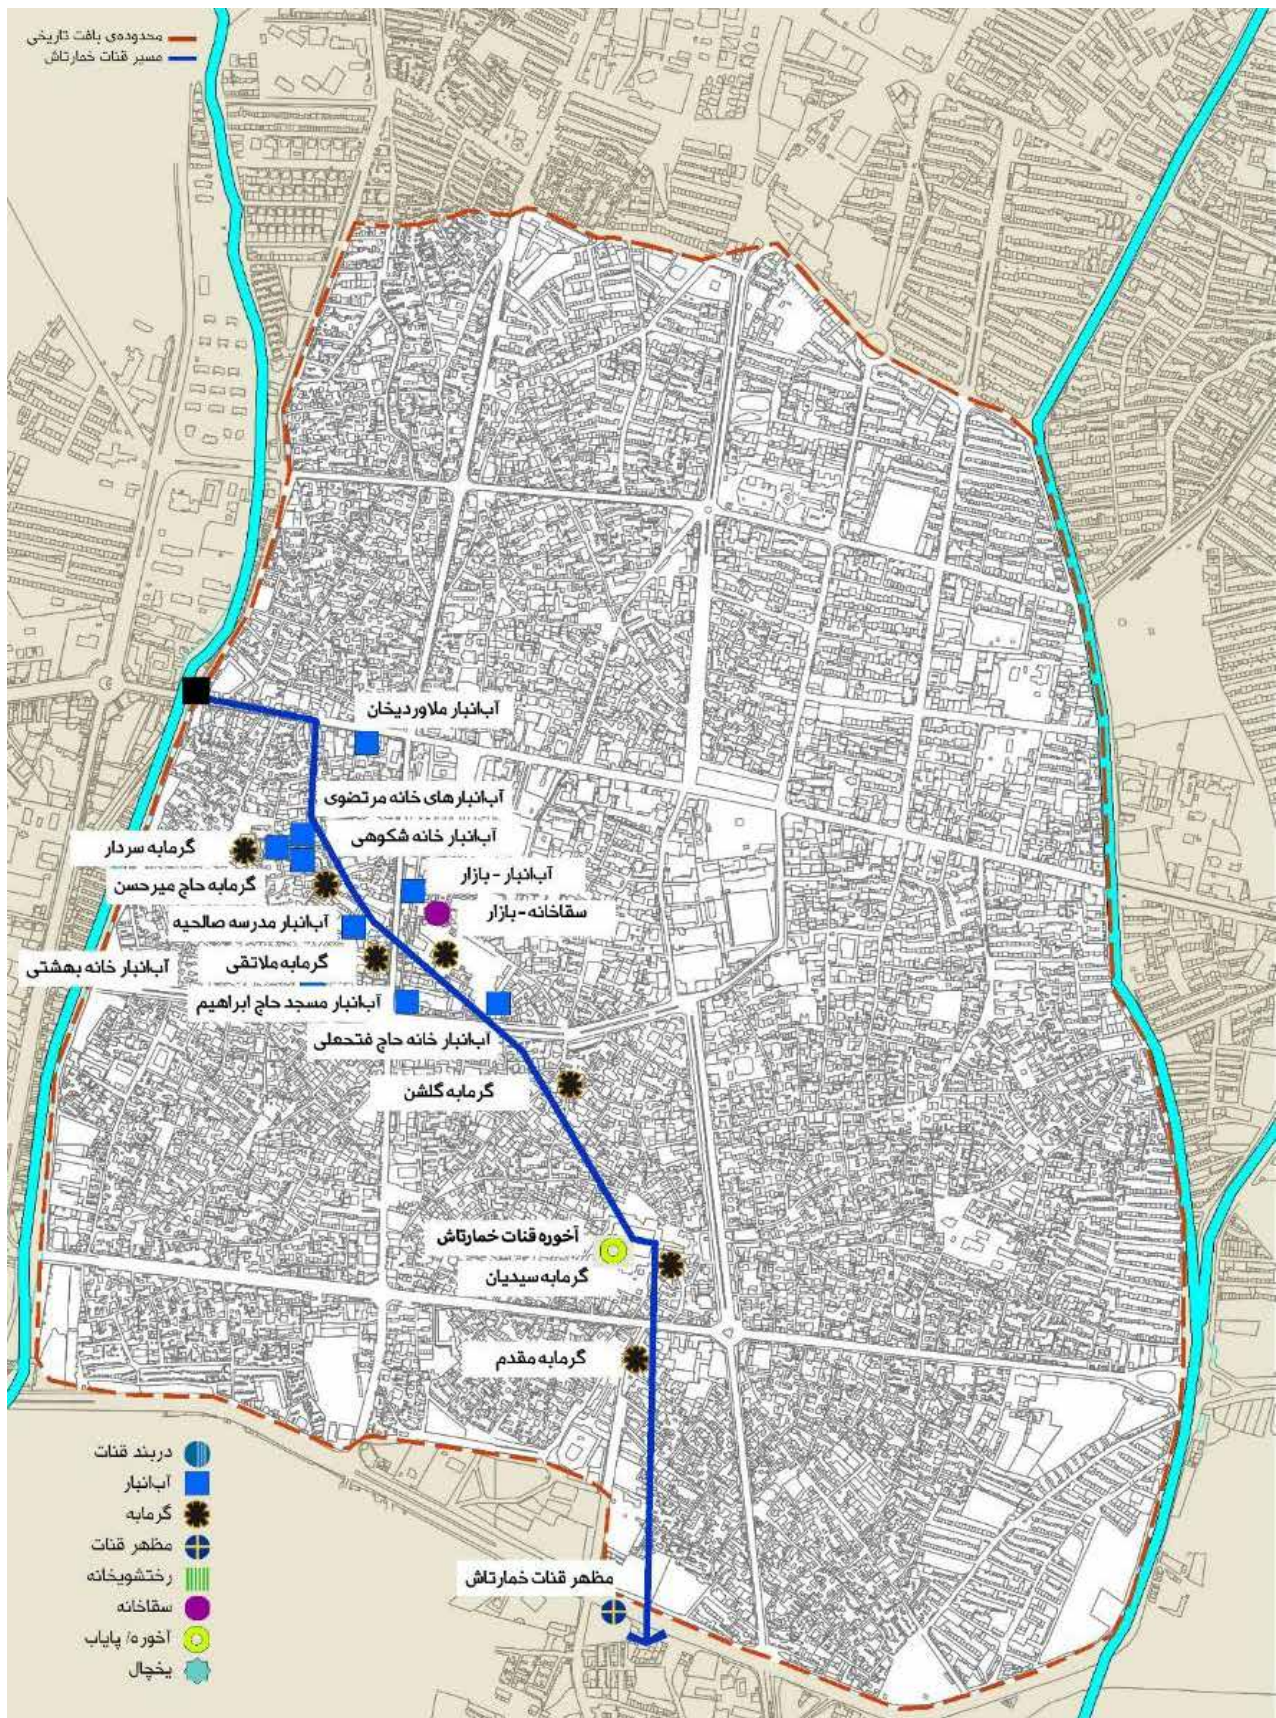 محدوده‌ی بافت تاریخی
مسیر قنات خمارتاش
آب‌انبار ملاوردیخان
آب‌انبارهای خانه مرتضوی
آب‌انبار خانه شکوهی
گرمابه سردار
آب‌انبار - بازار
گرمابه حاج میرحسن
سقاخانه - بازار
آب‌انبار مدرسه صالحیه
گرمابه ملاتقی
آب‌انبار خانه بهشتی
آب‌انبار مسجد حاج ابراهیم
آب‌انبار خانه حاج فتحعلی
گرمابه گلشن
آخوره قنات خمارتاش
گرمابه سیدیان
گرمابه مقدم
دربند قنات
آب‌انبار
گرمابه
مظهر قنات
رختشویخانه
سقاخانه
آخوره/ پایاب
یخچال
مظهر قنات خمارتاش